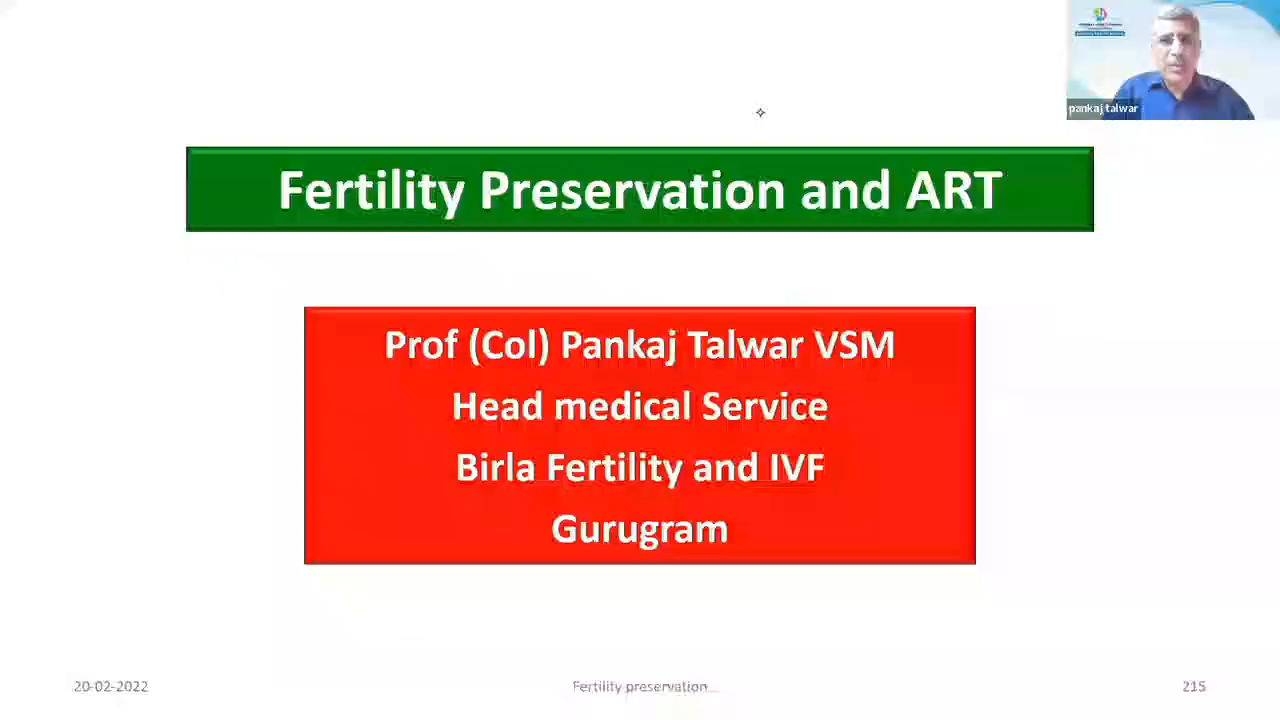 pankaj talwar
Fertility Preservation and ART
Prof (Col) Pankaj Talwar VSM
Head medical Service
Birla Fertility and IVF
Gurugram
20-02-2022
Fertility preservation...
215